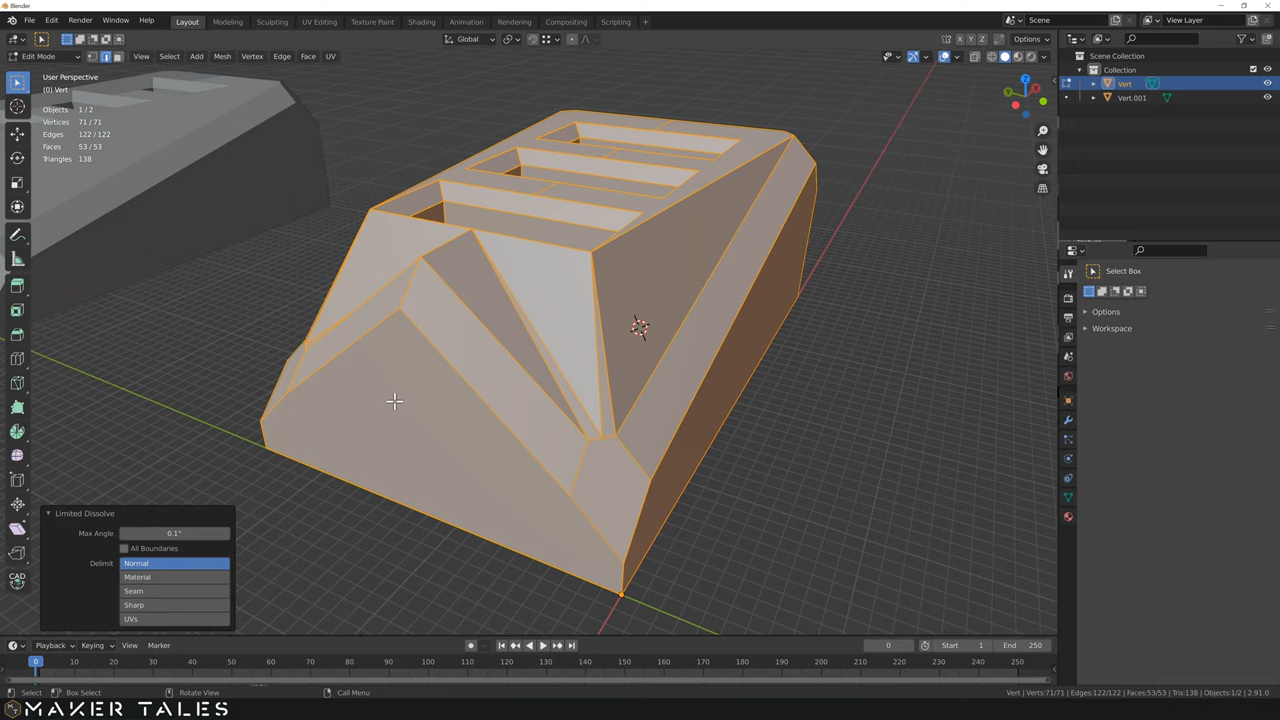 Blender
File Edit Render Window Help
Layout Modeling Sculpting UV Editing Texture Paint Shading Animation Rendering Compositing Scripting +
Scene
View Layer
Global
X Y Z
Options
Edit Mode
View Select Add Mesh Vertex Edge Face UV
Scene Collection
Collection
Vert
Vert.001
User Perspective
(0) Vert
Objects 1 / 2
Vertices 71 / 71
Edges 122 / 122
Faces 53 / 53
Triangles 138
Z
X
Y
Select Box
Options
Workspace
Limited Dissolve
Max Angle 0.1°
All Boundaries
Delimit Normal
Material
Seam
Sharp
UVs
CAD
Playback Keying View Marker
0 Start 1 End 250
0 10 20 30 40 50 60 70 80 90 100 110 120 130 140 150 160 170 180 190 200 210 220 230 240 250
Select Box Select Rotate View Call Menu
Vert | Verts:71/71 | Edges:122/122 | Faces:53/53 | Tris:138 | Objects:1/2 | 2.91.0
MAKER TALES